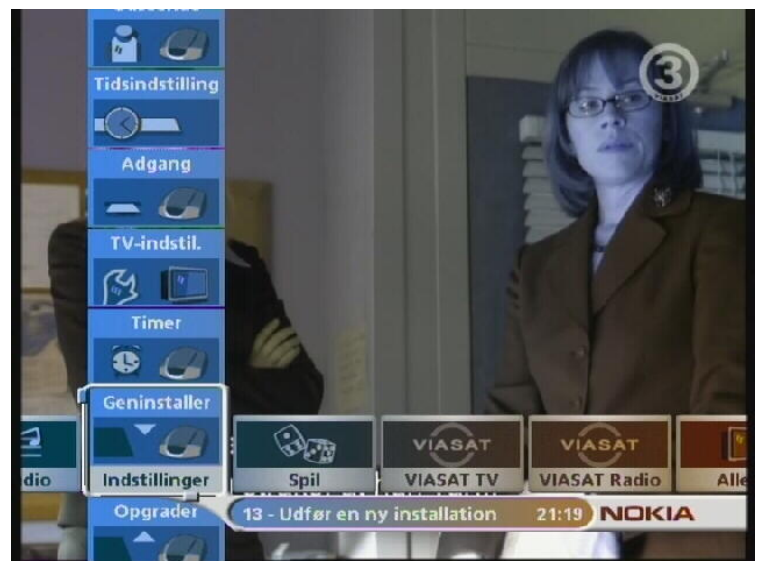 Tidsindstilling
3
VIASAT
Adgang
TV-indstil.
Timer
Geninstaller
VIASAT
VIASAT
dio
Indstillinger
Spil
VIASAT TV
VIASAT Radio
Alle
Opgrader
13 - Udfør en ny installation
21:19
NOKIA